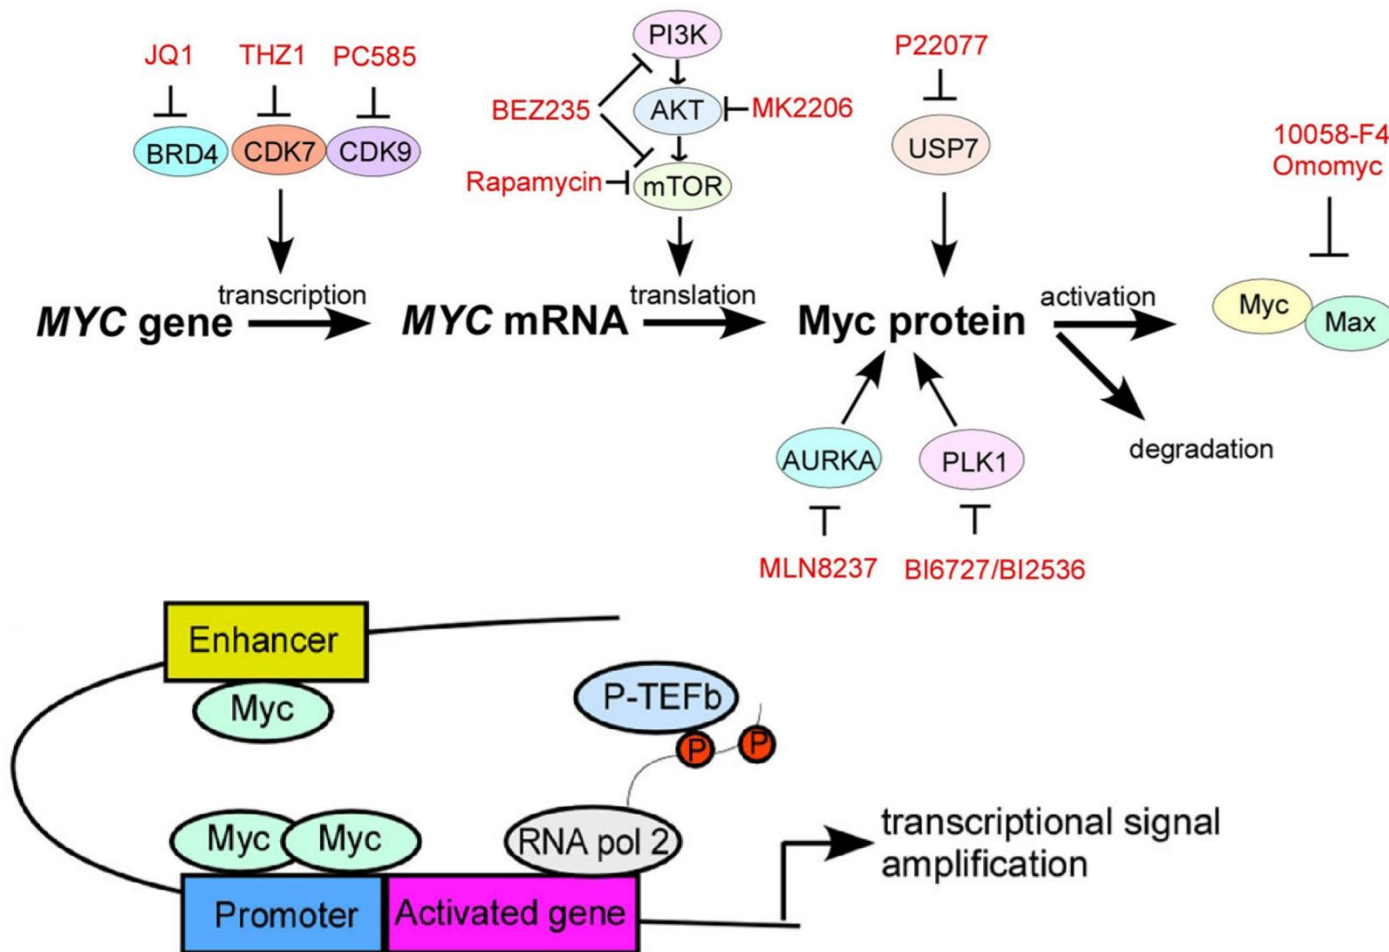 JQ1
THZ1
PC585
BRD4
CDK7
CDK9
PI3K
BEZ235
AKT
MK2206
Rapamycin
mTOR
P22077
USP7
10058-F4
Omomyc
MYC gene
transcription
MYC mRNA
translation
Myc protein
activation
Myc
Max
degradation
AURKA
PLK1
MLN8237
BI6727/BI2536
Enhancer
Myc
P-TEFb
P
P
Myc
Myc
RNA pol 2
Promoter
Activated gene
transcriptional signal
amplification